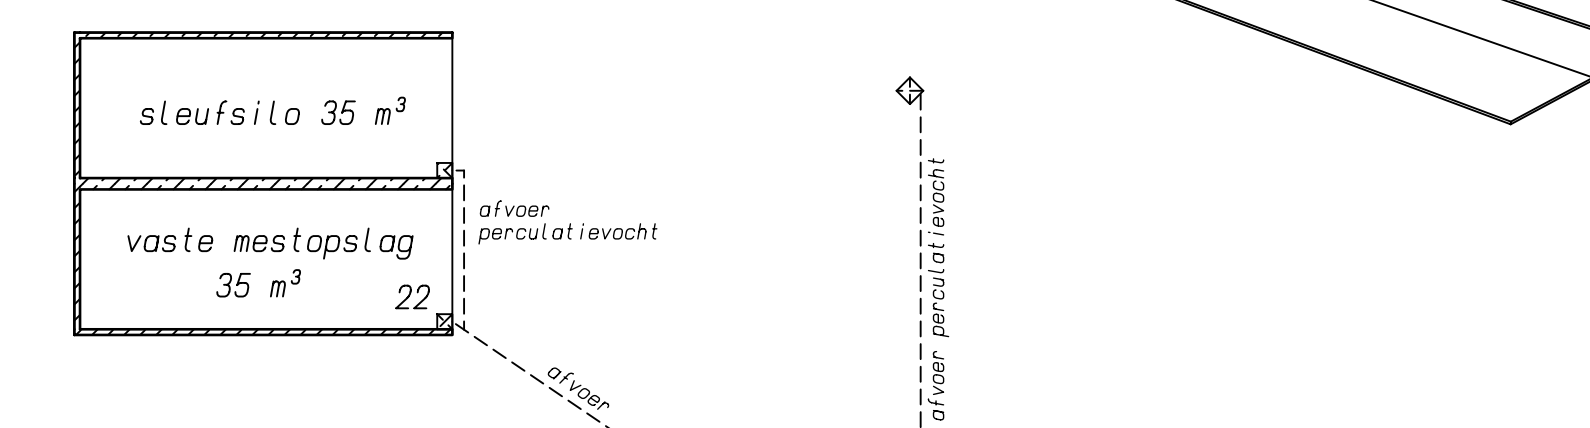 sleufsilo 35 m³
afvoer
perculatievocht
vaste mestopslag
35 m³
22
afvoer
afvoer perculatievocht